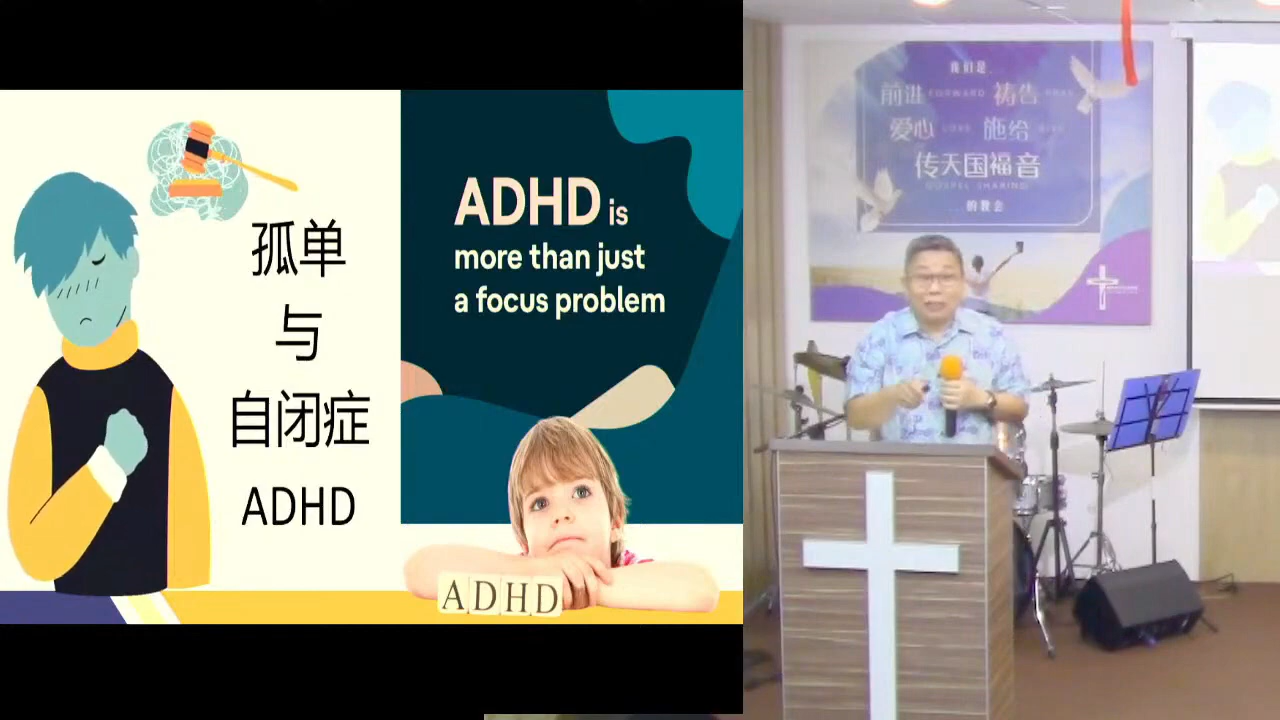 孤单
与
自闭症
ADHD
ADHD is
more than just
a focus problem
ADHD
我们是
前进 FORWARD 祷告 PRAY
爱心 LOVE 施给 GIVE
传天国福音
GOSPEL SHARING
...的教会